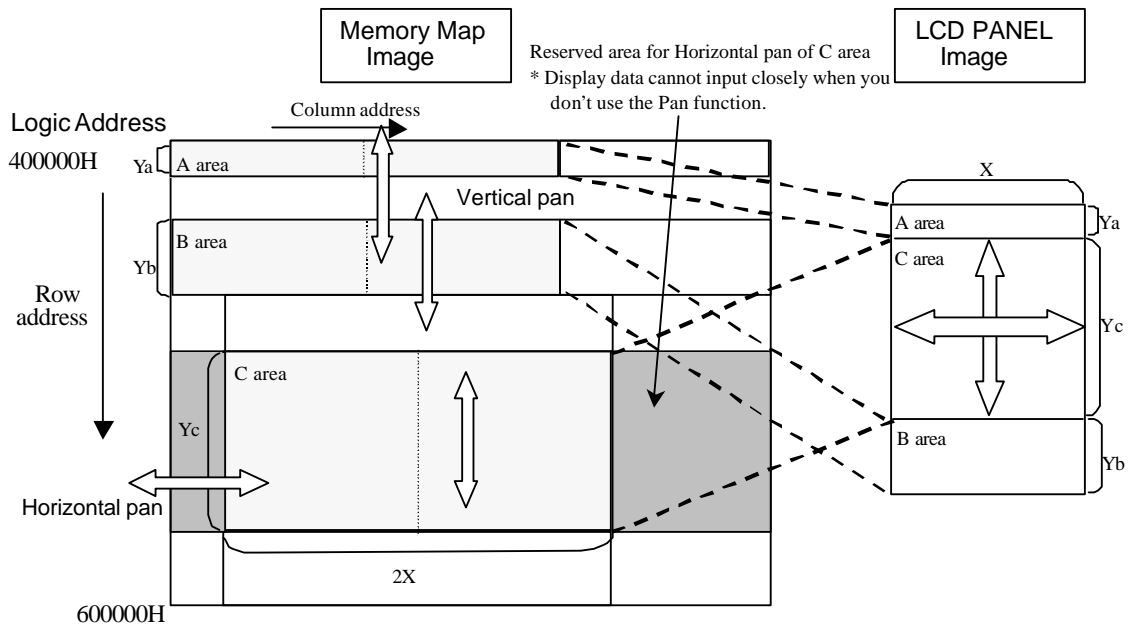 Memory Map
Image
Reserved area for Horizontal pan of C area
* Display data cannot input closely when you
don't use the Pan function.
LCD PANEL
Image
Column address
Logic Address
400000H
Ya
A area
Vertical pan
X
A area
Ya
B area
Yb
C area
Row
address
Yc
C area
Yc
B area
Yb
Horizontal pan
2X
600000H